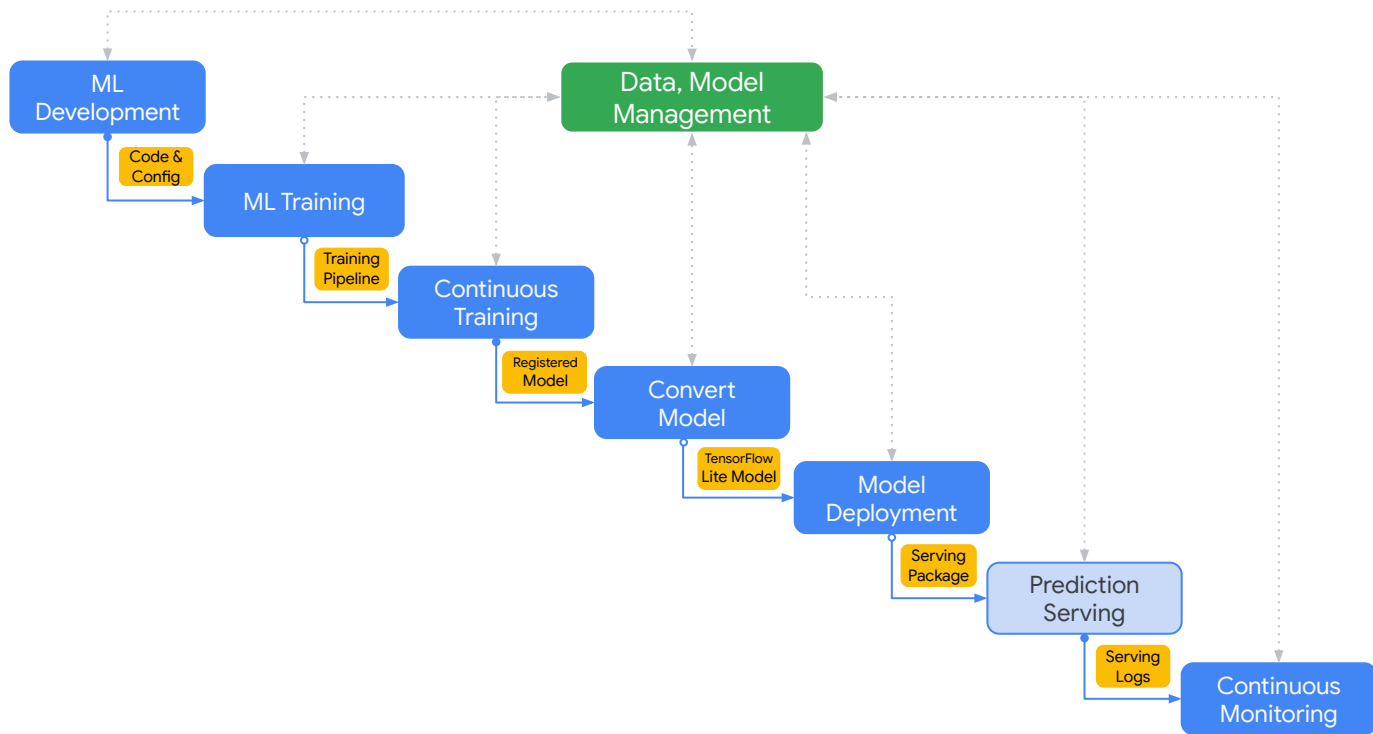 ML
Development
Data, Model
Management
Code &
Config
ML Training
Training
Pipeline
Continuous
Training
Registered
Model
Convert
Model
TensorFlow
Lite Model
Model
Deployment
Serving
Package
Prediction
Serving
Serving
Logs
Continuous
Monitoring